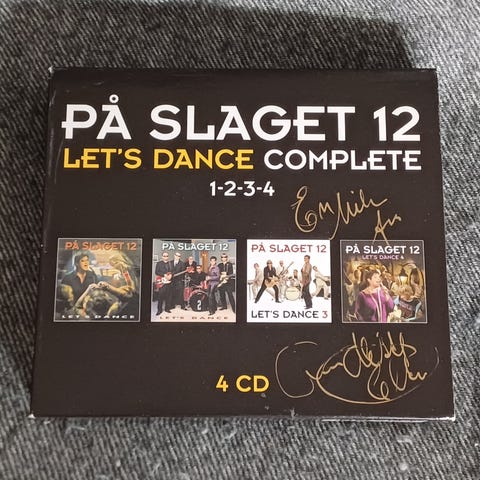 PÅ SLAGET 12
LET'S DANCE COMPLETE
1-2-3-4
PÅ SLAGET 12
LET'S DANCE
PÅ SLAGET 12
2
LET'S DANCE
PÅ SLAGET 12
LET'S DANCE 3
PÅ SLAGET 12
LET'S DANCE 4
4 CD